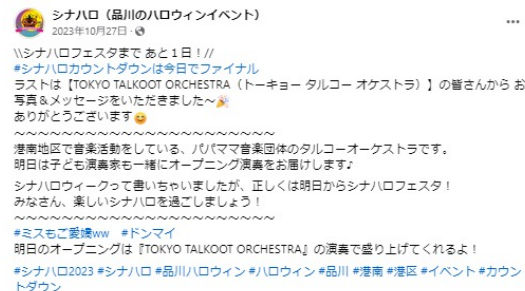 シナハロ（品川のハロウィンイベント）
2023年10月27日
\\シナハロフェスタまで あと１日！//
#シナハロカウントダウンは今日でファイナル
ラストは【TOKYO TALKOOT ORCHESTRA（トーキョー タルコー オケストラ）】の皆さんから お
写真＆メッセージをいただきました〜🎉
ありがとうございます😊
〜〜〜〜〜〜〜〜〜〜〜〜〜〜〜〜〜〜〜〜〜〜
港南地区で音楽活動をしている、パパママ音楽団体のタルコーオーケストラです。
明日は子ども演奏家も一緒にオープニング演奏をお届けします♪
シナハロウィークって書いちゃいましたが、正しくは明日からシナハロフェスタ！
みなさん、楽しいシナハロを過ごしましょう！
〜〜〜〜〜〜〜〜〜〜〜〜〜〜〜〜〜〜〜〜〜〜
#ミスもご愛嬌ww #ドンマイ
明日のオープニングは『TOKYO TALKOOT ORCHESTRA』の演奏で盛り上げてくれるよ！
#シナハロ2023 #シナハロ #品川ハロウィン #ハロウィン #品川 #港南 #港区 #イベント #カウン
トダウン